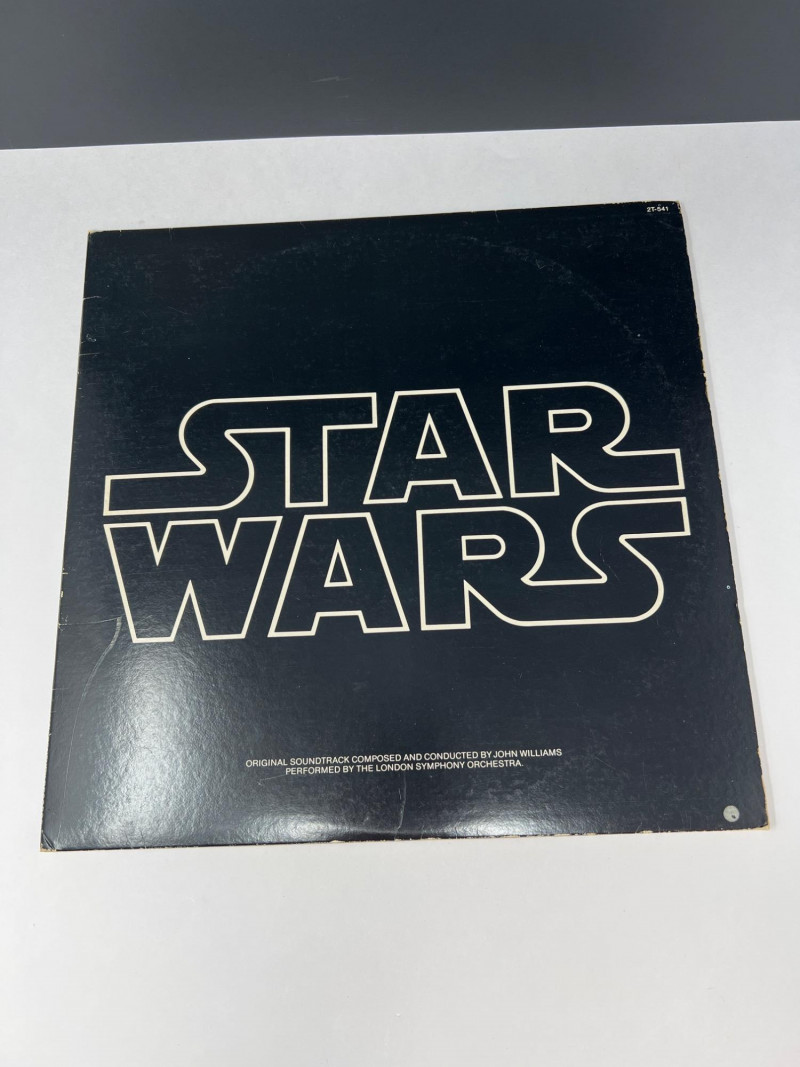 2T-541
STAR
WARS
ORIGINAL SOUNDTRACK COMPOSED AND CONDUCTED BY JOHN WILLIAMS
PERFORMED BY THE LONDON SYMPHONY ORCHESTRA.